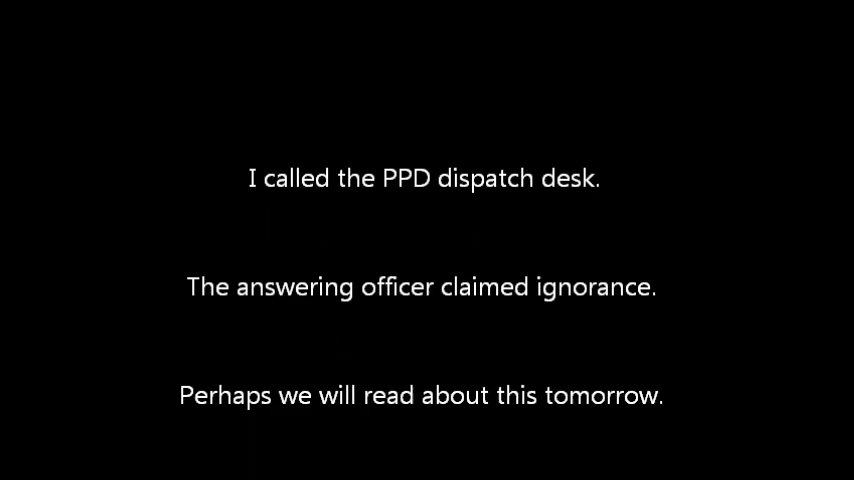 I called the PPD dispatch desk.
The answering officer claimed ignorance.
Perhaps we will read about this tomorrow.